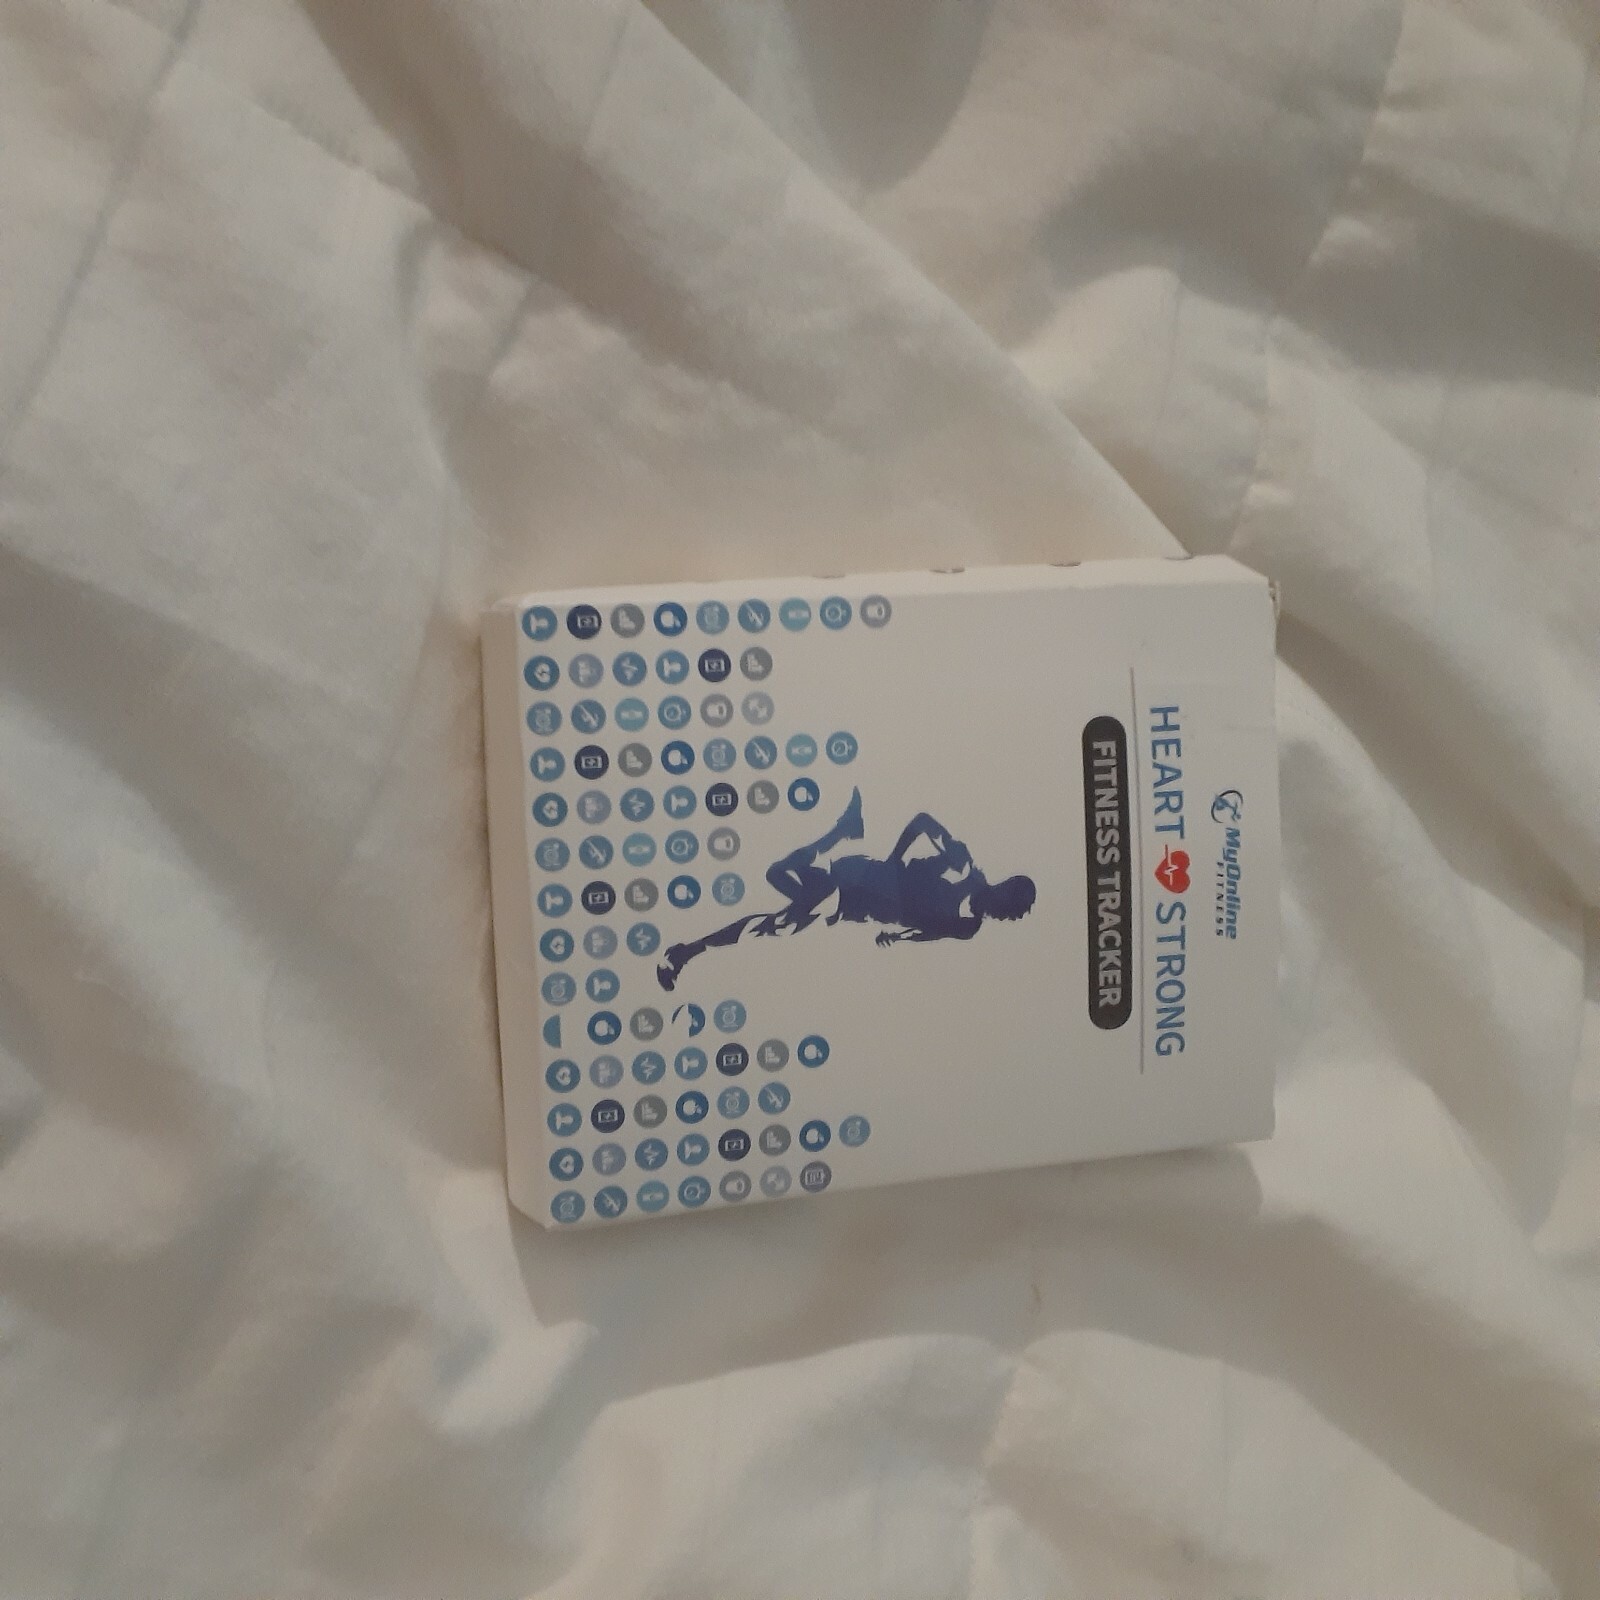 MyOnline
FITNESS
HEART STRONG
FITNESS TRACKER